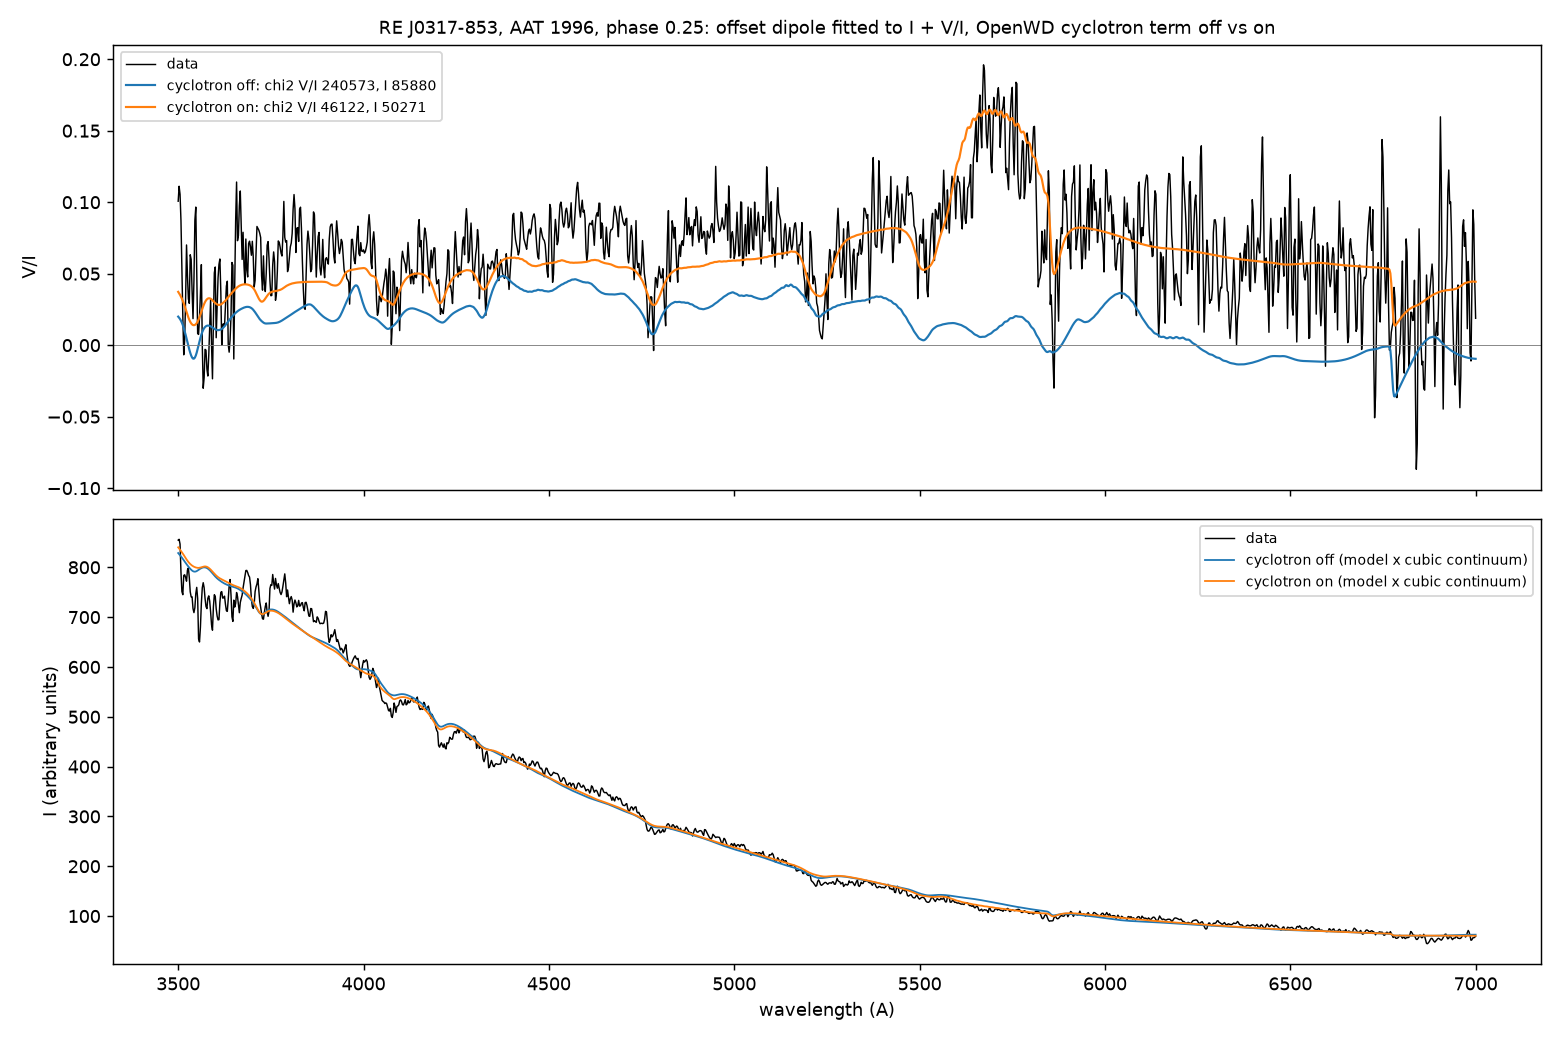 RE J0317-853, AAT 1996, phase 0.25: offset dipole fitted to I + V/I, OpenWD cyclotron term off vs on
data
cyclotron off: chi2 V/I 240573, I 85880
cyclotron on: chi2 V/I 46122, I 50271
0.20
0.15
0.10
0.05
0.00
−0.05
−0.10
V/I
data
cyclotron off (model x cubic continuum)
cyclotron on (model x cubic continuum)
800
700
600
500
400
300
200
100
I (arbitrary units)
3500 4000 4500 5000 5500 6000 6500 7000
wavelength (A)